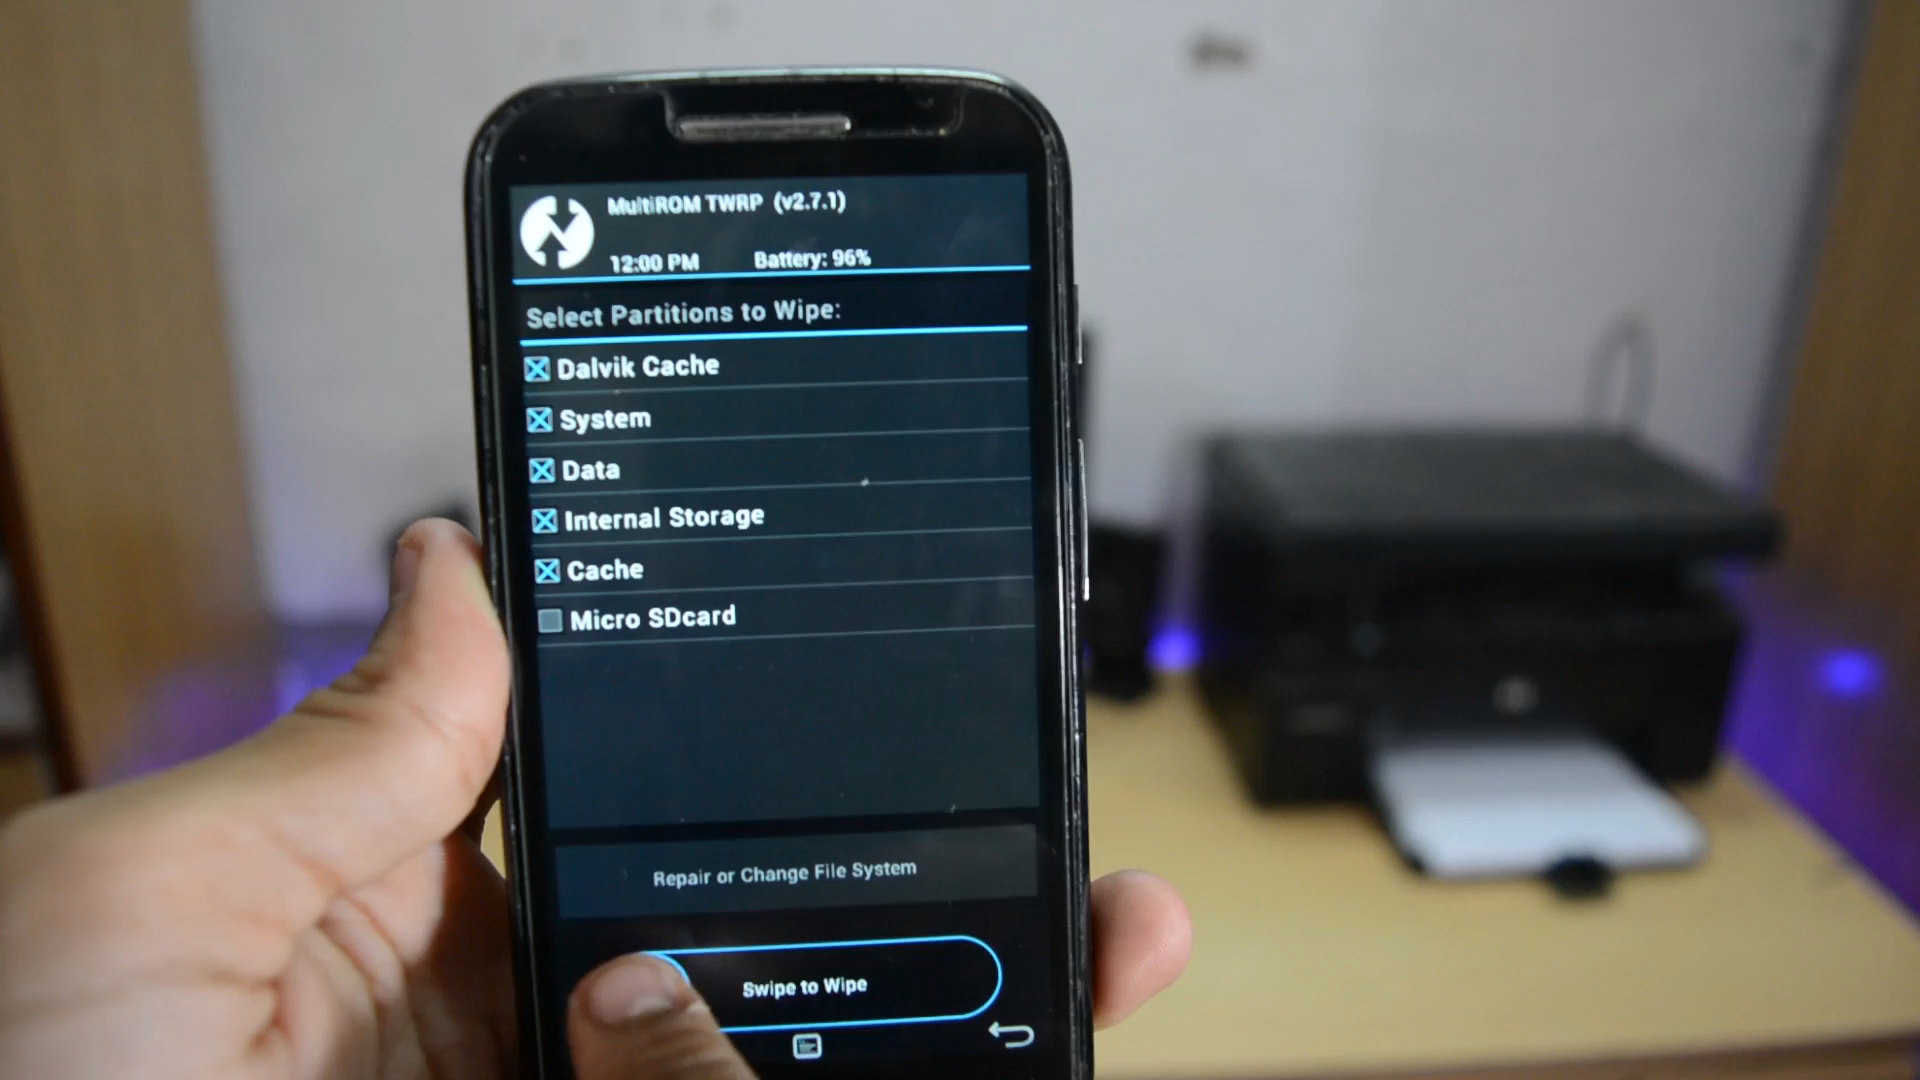 MultiROM TWRP (v2.7.1)
12:00 PM Battery: 96%
Select Partitions to Wipe:
Dalvik Cache
System
Data
Internal Storage
Cache
Micro SDcard
Repair or Change File System
Swipe to Wipe